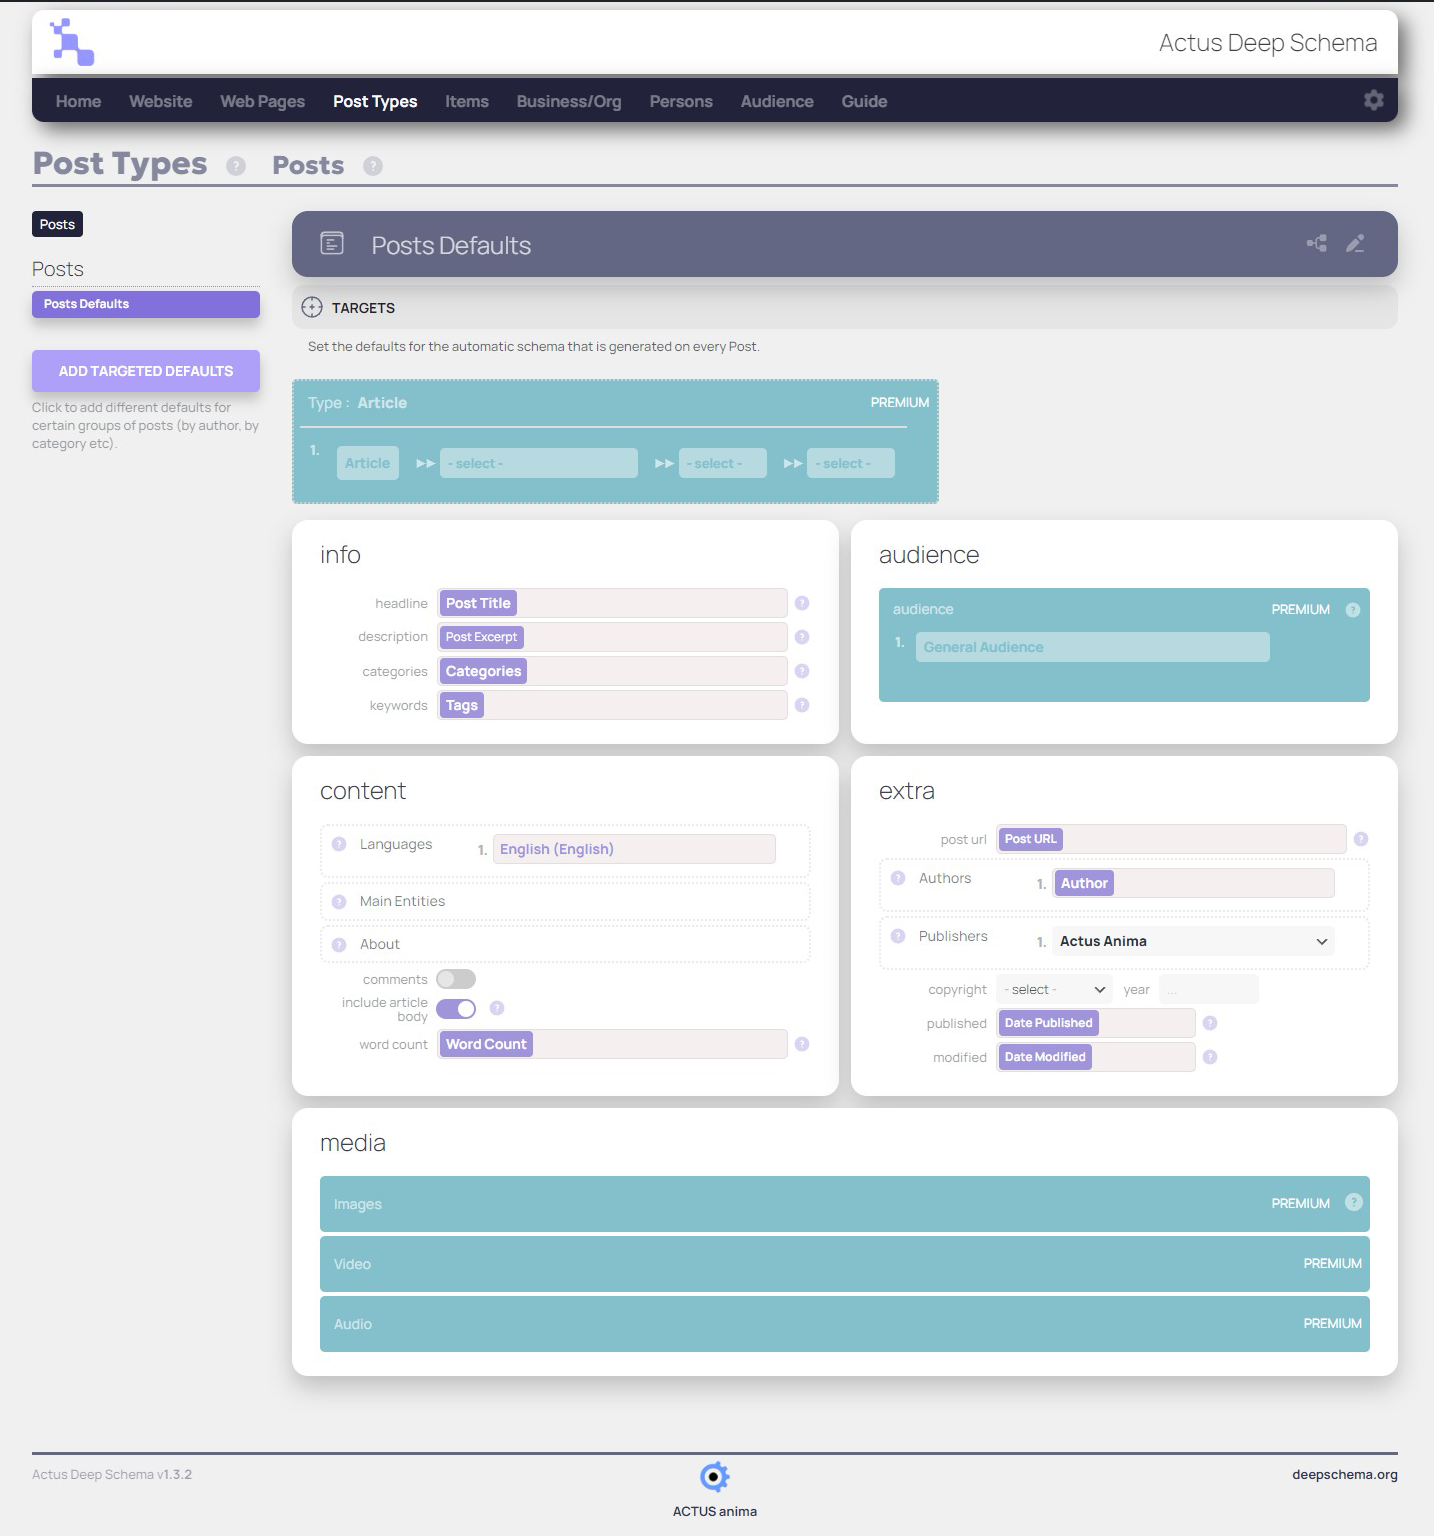 Actus Deep Schema
Home Website Web Pages Post Types Items Business/Org Persons Audience Guide
Post Types ? Posts ?
Posts
Posts
Posts Defaults
ADD TARGETED DEFAULTS
Click to add different defaults for
certain groups of posts (by author, by
category etc).
Posts Defaults
TARGETS
Set the defaults for the automatic schema that is generated on every Post.
Type : Article PREMIUM
1. Article - select - - select - - select -
info
headline Post Title ?
description Post Excerpt ?
categories Categories ?
keywords Tags ?
audience
audience PREMIUM ?
1. General Audience
content
? Languages 1. English (English)
? Main Entities
? About
comments
include article
body ?
word count Word Count ?
extra
post url Post URL ?
? Authors 1. Author
? Publishers 1. Actus Anima
copyright - select - year ...
published Date Published ?
modified Date Modified ?
media
Images PREMIUM ?
Video PREMIUM
Audio PREMIUM
Actus Deep Schema v1.3.2
ACTUS anima
deepschema.org